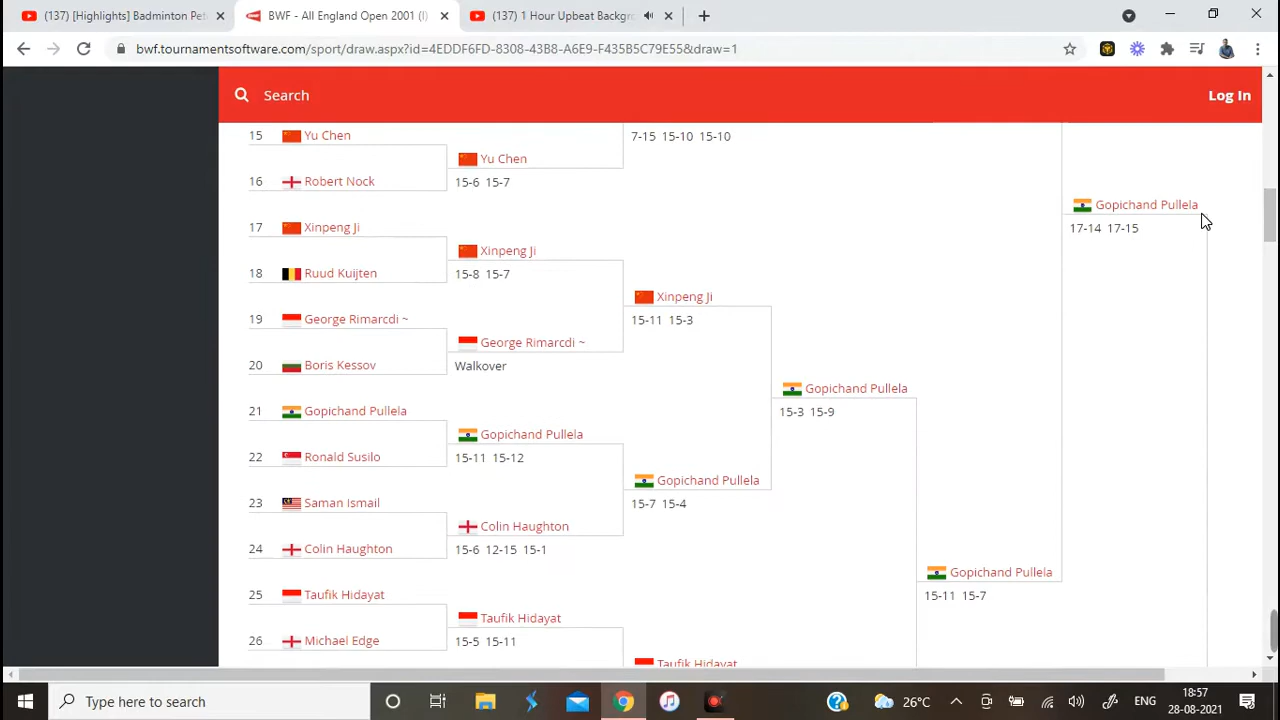 (137) [Highlights] Badminton Pet
BWF - All England Open 2001 (I)
(137) 1 Hour Upbeat Backgr
bwf.tournamentsoftware.com/sport/draw.aspx?id=4EDDF6FD-8308-43B8-A6E9-F435B5C79E55&draw=1
Search
Log In
15 Yu Chen
7-15 15-10 15-10
Yu Chen
16 Robert Nock
15-6 15-7
Gopichand Pullela
17 Xinpeng Ji
17-14 17-15
Xinpeng Ji
18 Ruud Kuijten
15-8 15-7
Xinpeng Ji
19 George Rimarcdi ~
15-11 15-3
George Rimarcdi ~
20 Boris Kessov
Walkover
Gopichand Pullela
21 Gopichand Pullela
15-3 15-9
Gopichand Pullela
22 Ronald Susilo
15-11 15-12
Gopichand Pullela
23 Saman Ismail
15-7 15-4
Colin Haughton
24 Colin Haughton
15-6 12-15 15-1
Gopichand Pullela
25 Taufik Hidayat
15-11 15-7
Taufik Hidayat
26 Michael Edge
15-5 15-11
Taufik Hidayat
Type here to search
26°C
ENG
18:57
28-08-2021